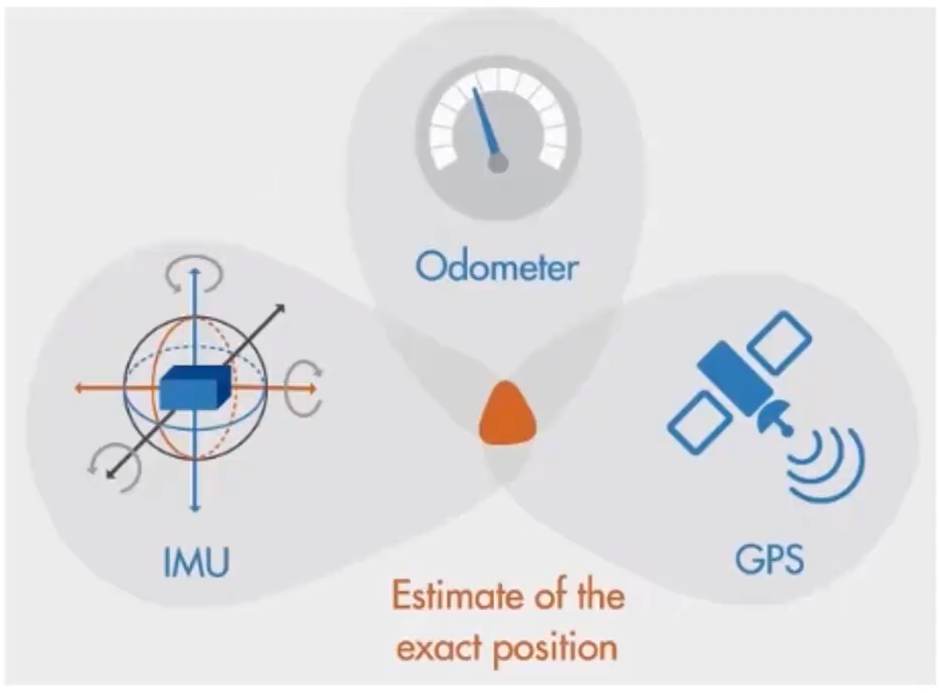 Odometer
IMU
GPS
Estimate of the
exact position